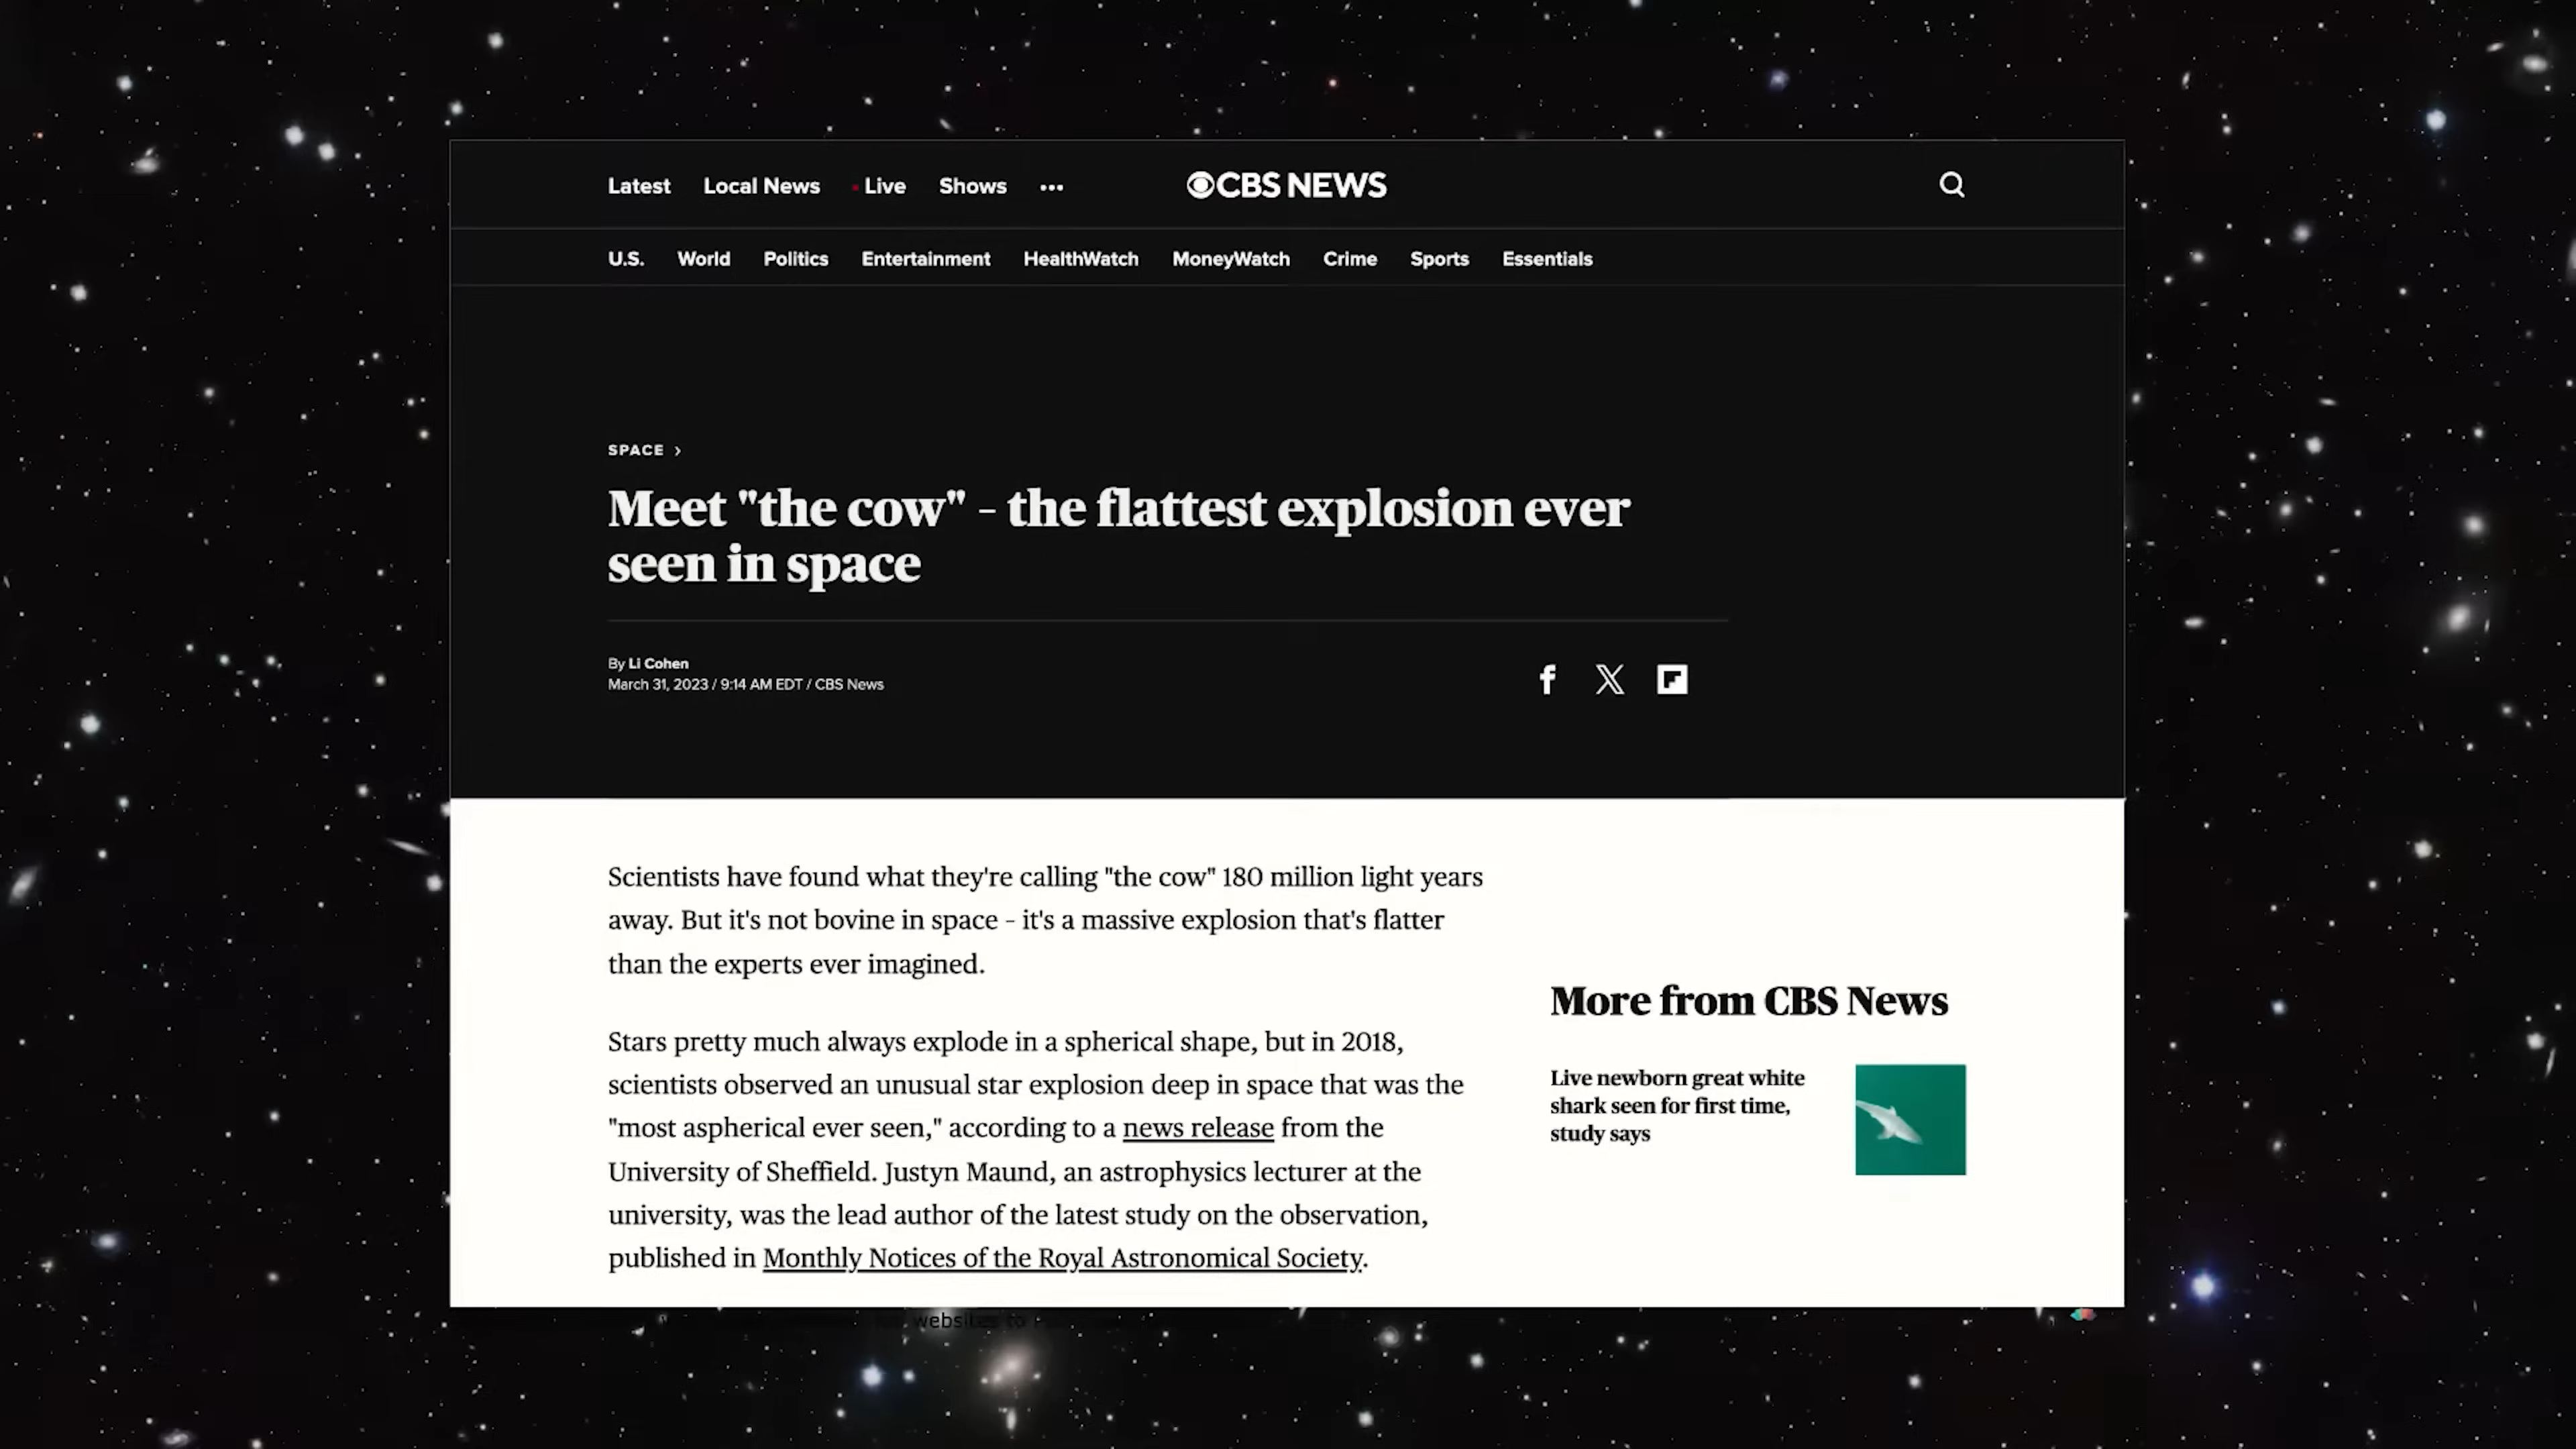 Latest Local News Live Shows ...
CBS NEWS
U.S. World Politics Entertainment HealthWatch MoneyWatch Crime Sports Essentials
SPACE >
Meet "the cow" - the flattest explosion ever
seen in space
By Li Cohen
March 31, 2023 / 9:14 AM EDT / CBS News
Scientists have found what they're calling "the cow" 180 million light years
away. But it's not bovine in space - it's a massive explosion that's flatter
than the experts ever imagined.
Stars pretty much always explode in a spherical shape, but in 2018,
scientists observed an unusual star explosion deep in space that was the
"most aspherical ever seen," according to a news release from the
University of Sheffield. Justyn Maund, an astrophysics lecturer at the
university, was the lead author of the latest study on the observation,
published in Monthly Notices of the Royal Astronomical Society.
More from CBS News
Live newborn great white
shark seen for first time,
study says
websites to